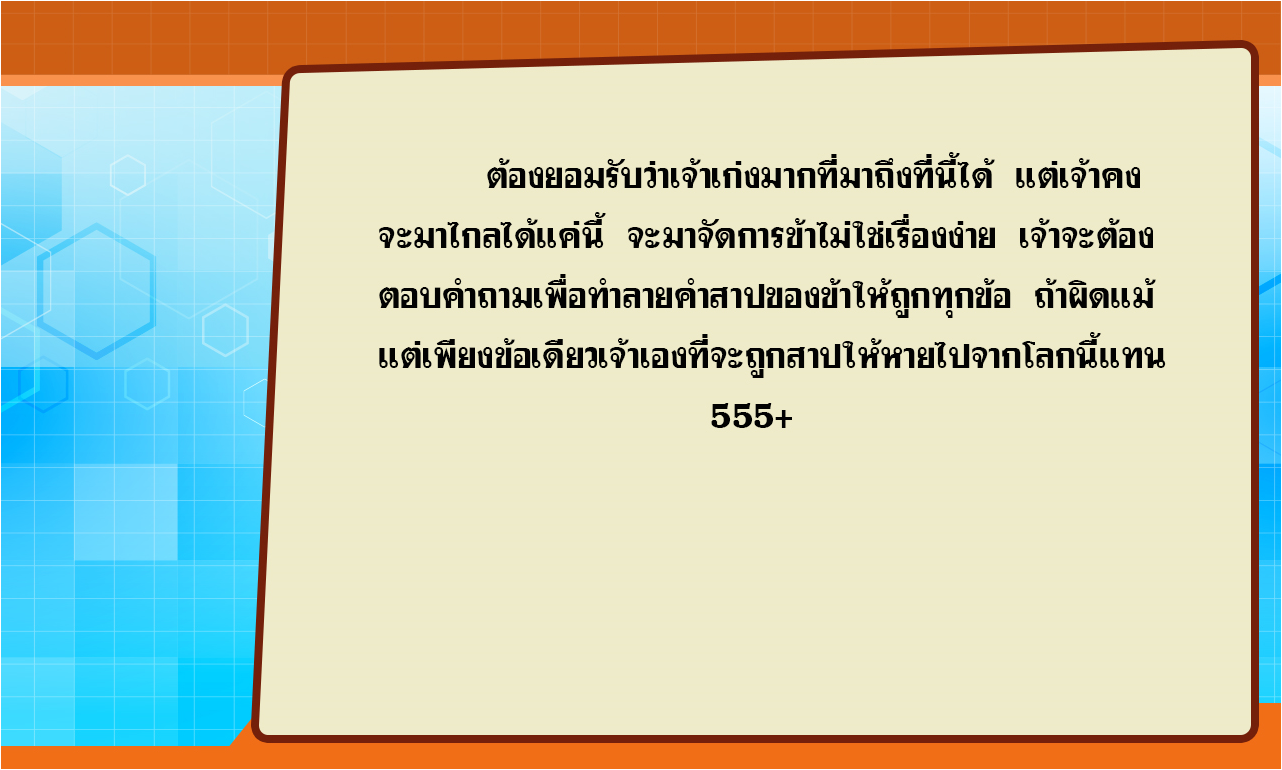 ต้องยอมรับว่าเจ้าเก่งมากที่มาถึงที่นี้ได้ แต่เจ้าคง
จะมาไกลได้แค่นี้ จะมาจัดการข้าไม่ใช่เรื่องง่าย เจ้าจะต้อง
ตอบคำถามเพื่อทำลายคำสาปของข้าให้ถูกทุกข้อ ถ้าผิดแม้
แต่เพียงข้อเดียวเจ้าเองที่จะถูกสาปให้หายไปจากโลกนี้แทน
555+